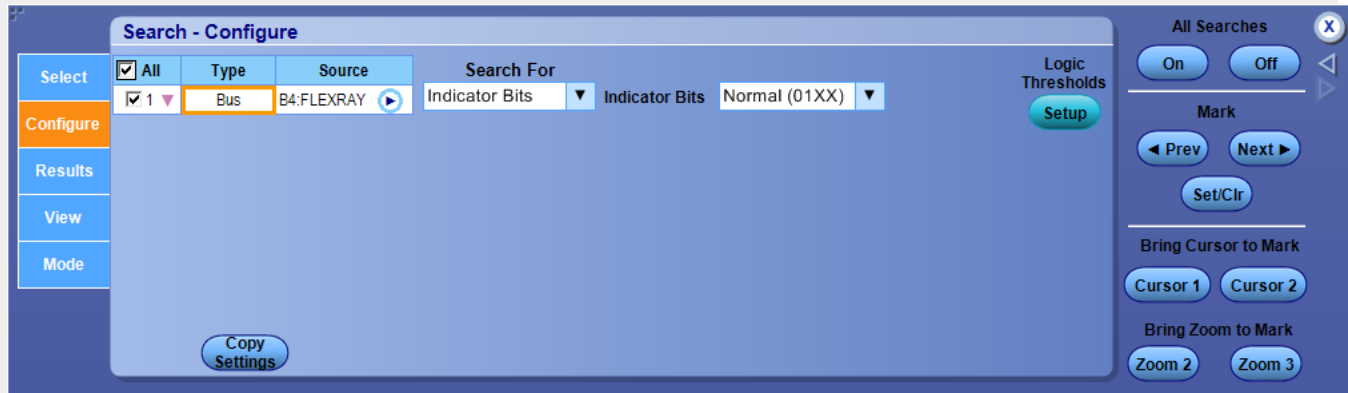 Search - Configure
Select
Configure
Results
View
Mode
All Type Source
1 Bus B4:FLEXRAY
Search For
Indicator Bits Indicator Bits Normal (01XX)
Logic
Thresholds
Setup
Copy
Settings
All Searches
X
On Off
Mark
◄ Prev Next ►
Set/Clr
Bring Cursor to Mark
Cursor 1 Cursor 2
Bring Zoom to Mark
Zoom 2 Zoom 3